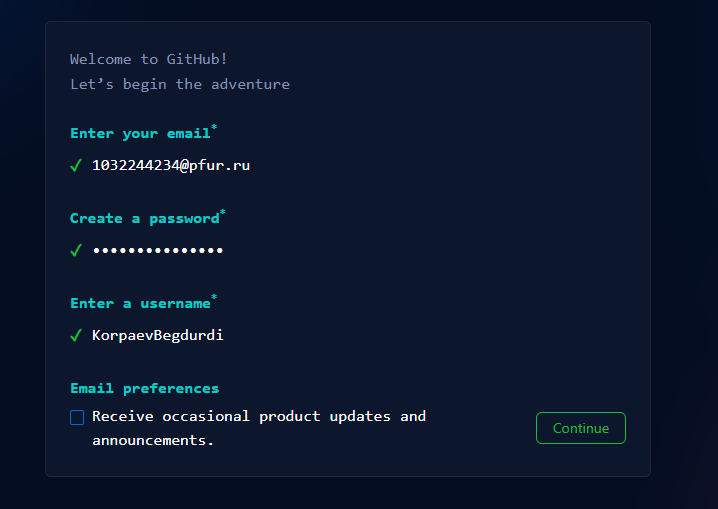 Welcome to GitHub!
Let’s begin the adventure
Enter your email*
✓ 1032244234@pfur.ru
Create a password*
✓ •••••••••••••••
Enter a username*
✓ KorpaevBegdurdi
Email preferences
Receive occasional product updates and
announcements.
Continue